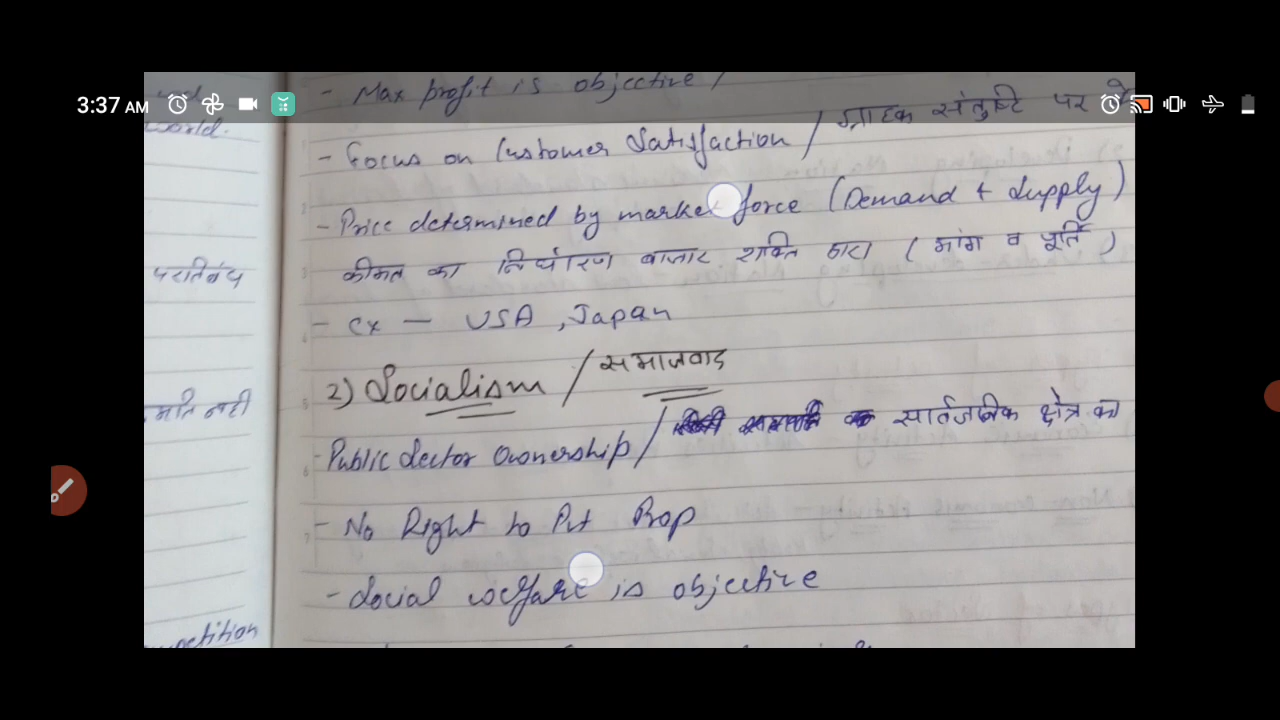 3:37 AM
world.
- Max profit is objective /
- Focus on Customer Satisfaction / ग्राहक संतुष्टि पर
- Price determined by market force (Demand + Supply)
कीमत का निर्धारण बाजार शक्ति द्वारा ( मांग व पूर्ति )
- ex - USA , Japan
2) Socialism / समाजवाद
- Public Sector Ownership / सार्वजनिक क्षेत्र का
- No Right to Pvt Prop
- Social welfare is objective